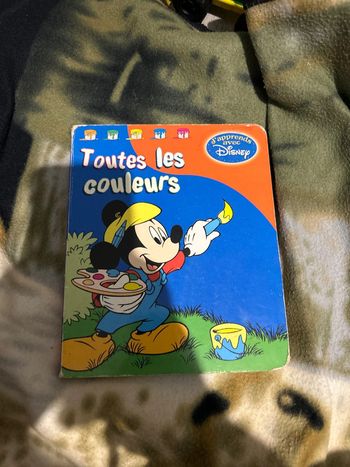 J'apprends
avec
Disney
Toutes les
couleurs